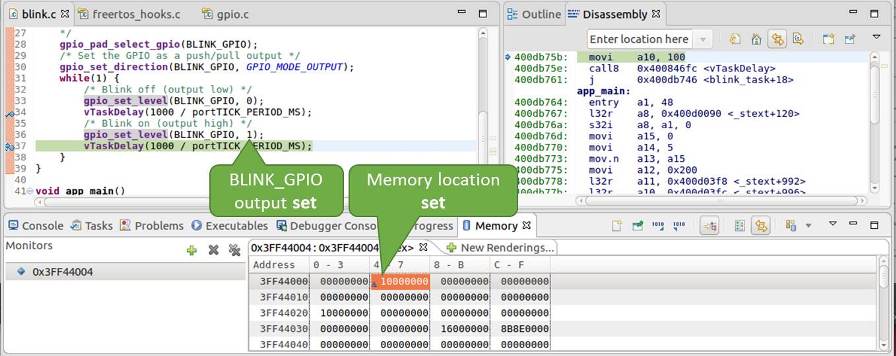 blink.c
freertos_hooks.c
gpio.c
27 */
28 gpio_pad_select_gpio(BLINK_GPIO);
29 /* Set the GPIO as a push/pull output */
30 gpio_set_direction(BLINK_GPIO, GPIO_MODE_OUTPUT);
31 while(1) {
32 /* Blink off (output low) */
33 gpio_set_level(BLINK_GPIO, 0);
34 vTaskDelay(1000 / portTICK_PERIOD_MS);
35 /* Blink on (output high) */
36 gpio_set_level(BLINK_GPIO, 1);
37 vTaskDelay(1000 / portTICK_PERIOD_MS);
38 }
39 }
40
41 void app_main()
BLINK_GPIO
output set
Memory location
set
Outline
Disassembly
Enter location here
400db75b: movi a10, 100
400db75e: call8 0x400846fc <vTaskDelay>
400db761: j 0x400db746 <blink_task+18>
app_main:
400db764: entry a1, 48
400db767: l32r a8, 0x400d0090 <_stext+120>
400db76a: s32i a8, a1, 0
400db76d: movi a15, 0
400db770: movi a14, 5
400db773: mov.n a13, a15
400db775: movi a12, 0x200
400db778: l32r a11, 0x400d03f8 <_stext+992>
400db77b: l32r a10, 0x400d03fc <_stext+996>
Console
Tasks
Problems
Executables
Debugger Conso
rogress
Memory
Monitors
0x3FF44004
0x3FF44004:0x3FF44004
ex>
New Renderings...
Address 0 - 3 4 - 7 8 - B C - F
3FF44000 00000000 10000000 00000000 00000000
3FF44010 00000000 00000000 00000000 00000000
3FF44020 10000000 00000000 00000000 00000000
3FF44030 00000000 00000000 16000000 8B8E0000
3FF44040 00000000 00000000 00000000 00000000